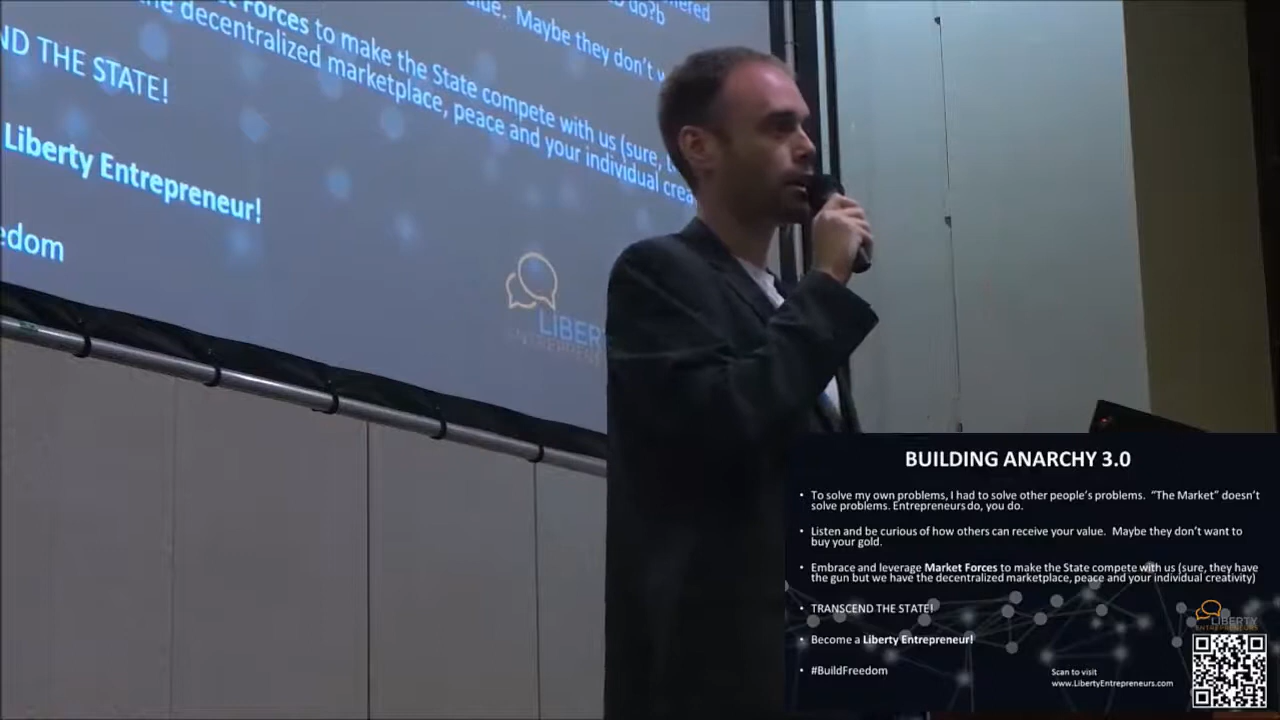 do?b
ue. Maybe they don't w
Forces to make the State compete with us (sure, t
decentralized marketplace, peace and your individual crea
ND THE STATE!
Liberty Entrepreneur!
edom
LIBER
BUILDING ANARCHY 3.0
• To solve my own problems, I had to solve other people's problems. "The Market" doesn't
solve problems. Entrepreneurs do, you do.
• Listen and be curious of how others can receive your value. Maybe they don't want to
buy your gold.
• Embrace and leverage Market Forces to make the State compete with us (sure, they have
the gun but we have the decentralized marketplace, peace and your individual creativity)
• TRANSCEND THE STATE!
• Become a Liberty Entrepreneur!
• #BuildFreedom
LIBERTY
ENTREPRENEURS
Scan to visit
www.LibertyEntrepreneurs.com